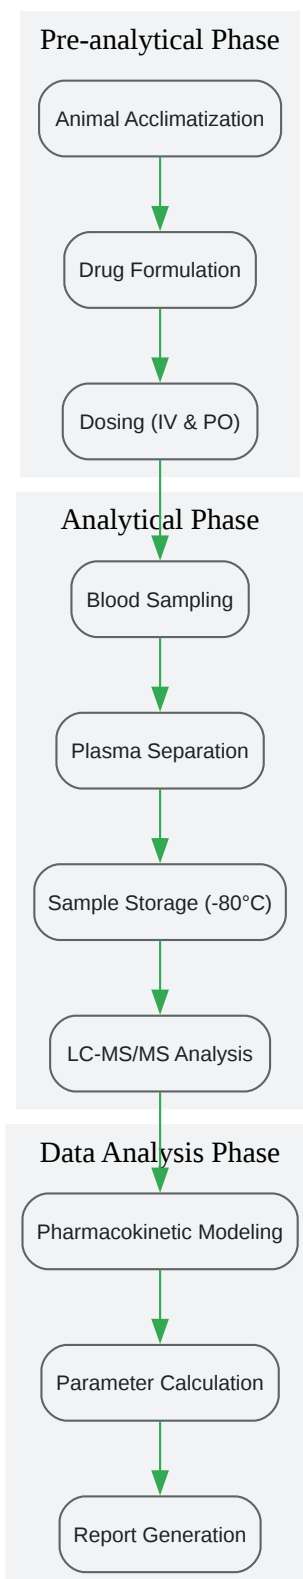 Pre-analytical Phase
Animal Acclimatization
Drug Formulation
Dosing (IV & PO)
Analytical Phase
Blood Sampling
Plasma Separation
Sample Storage (-80°C)
LC-MS/MS Analysis
Data Analysis Phase
Pharmacokinetic Modeling
Parameter Calculation
Report Generation